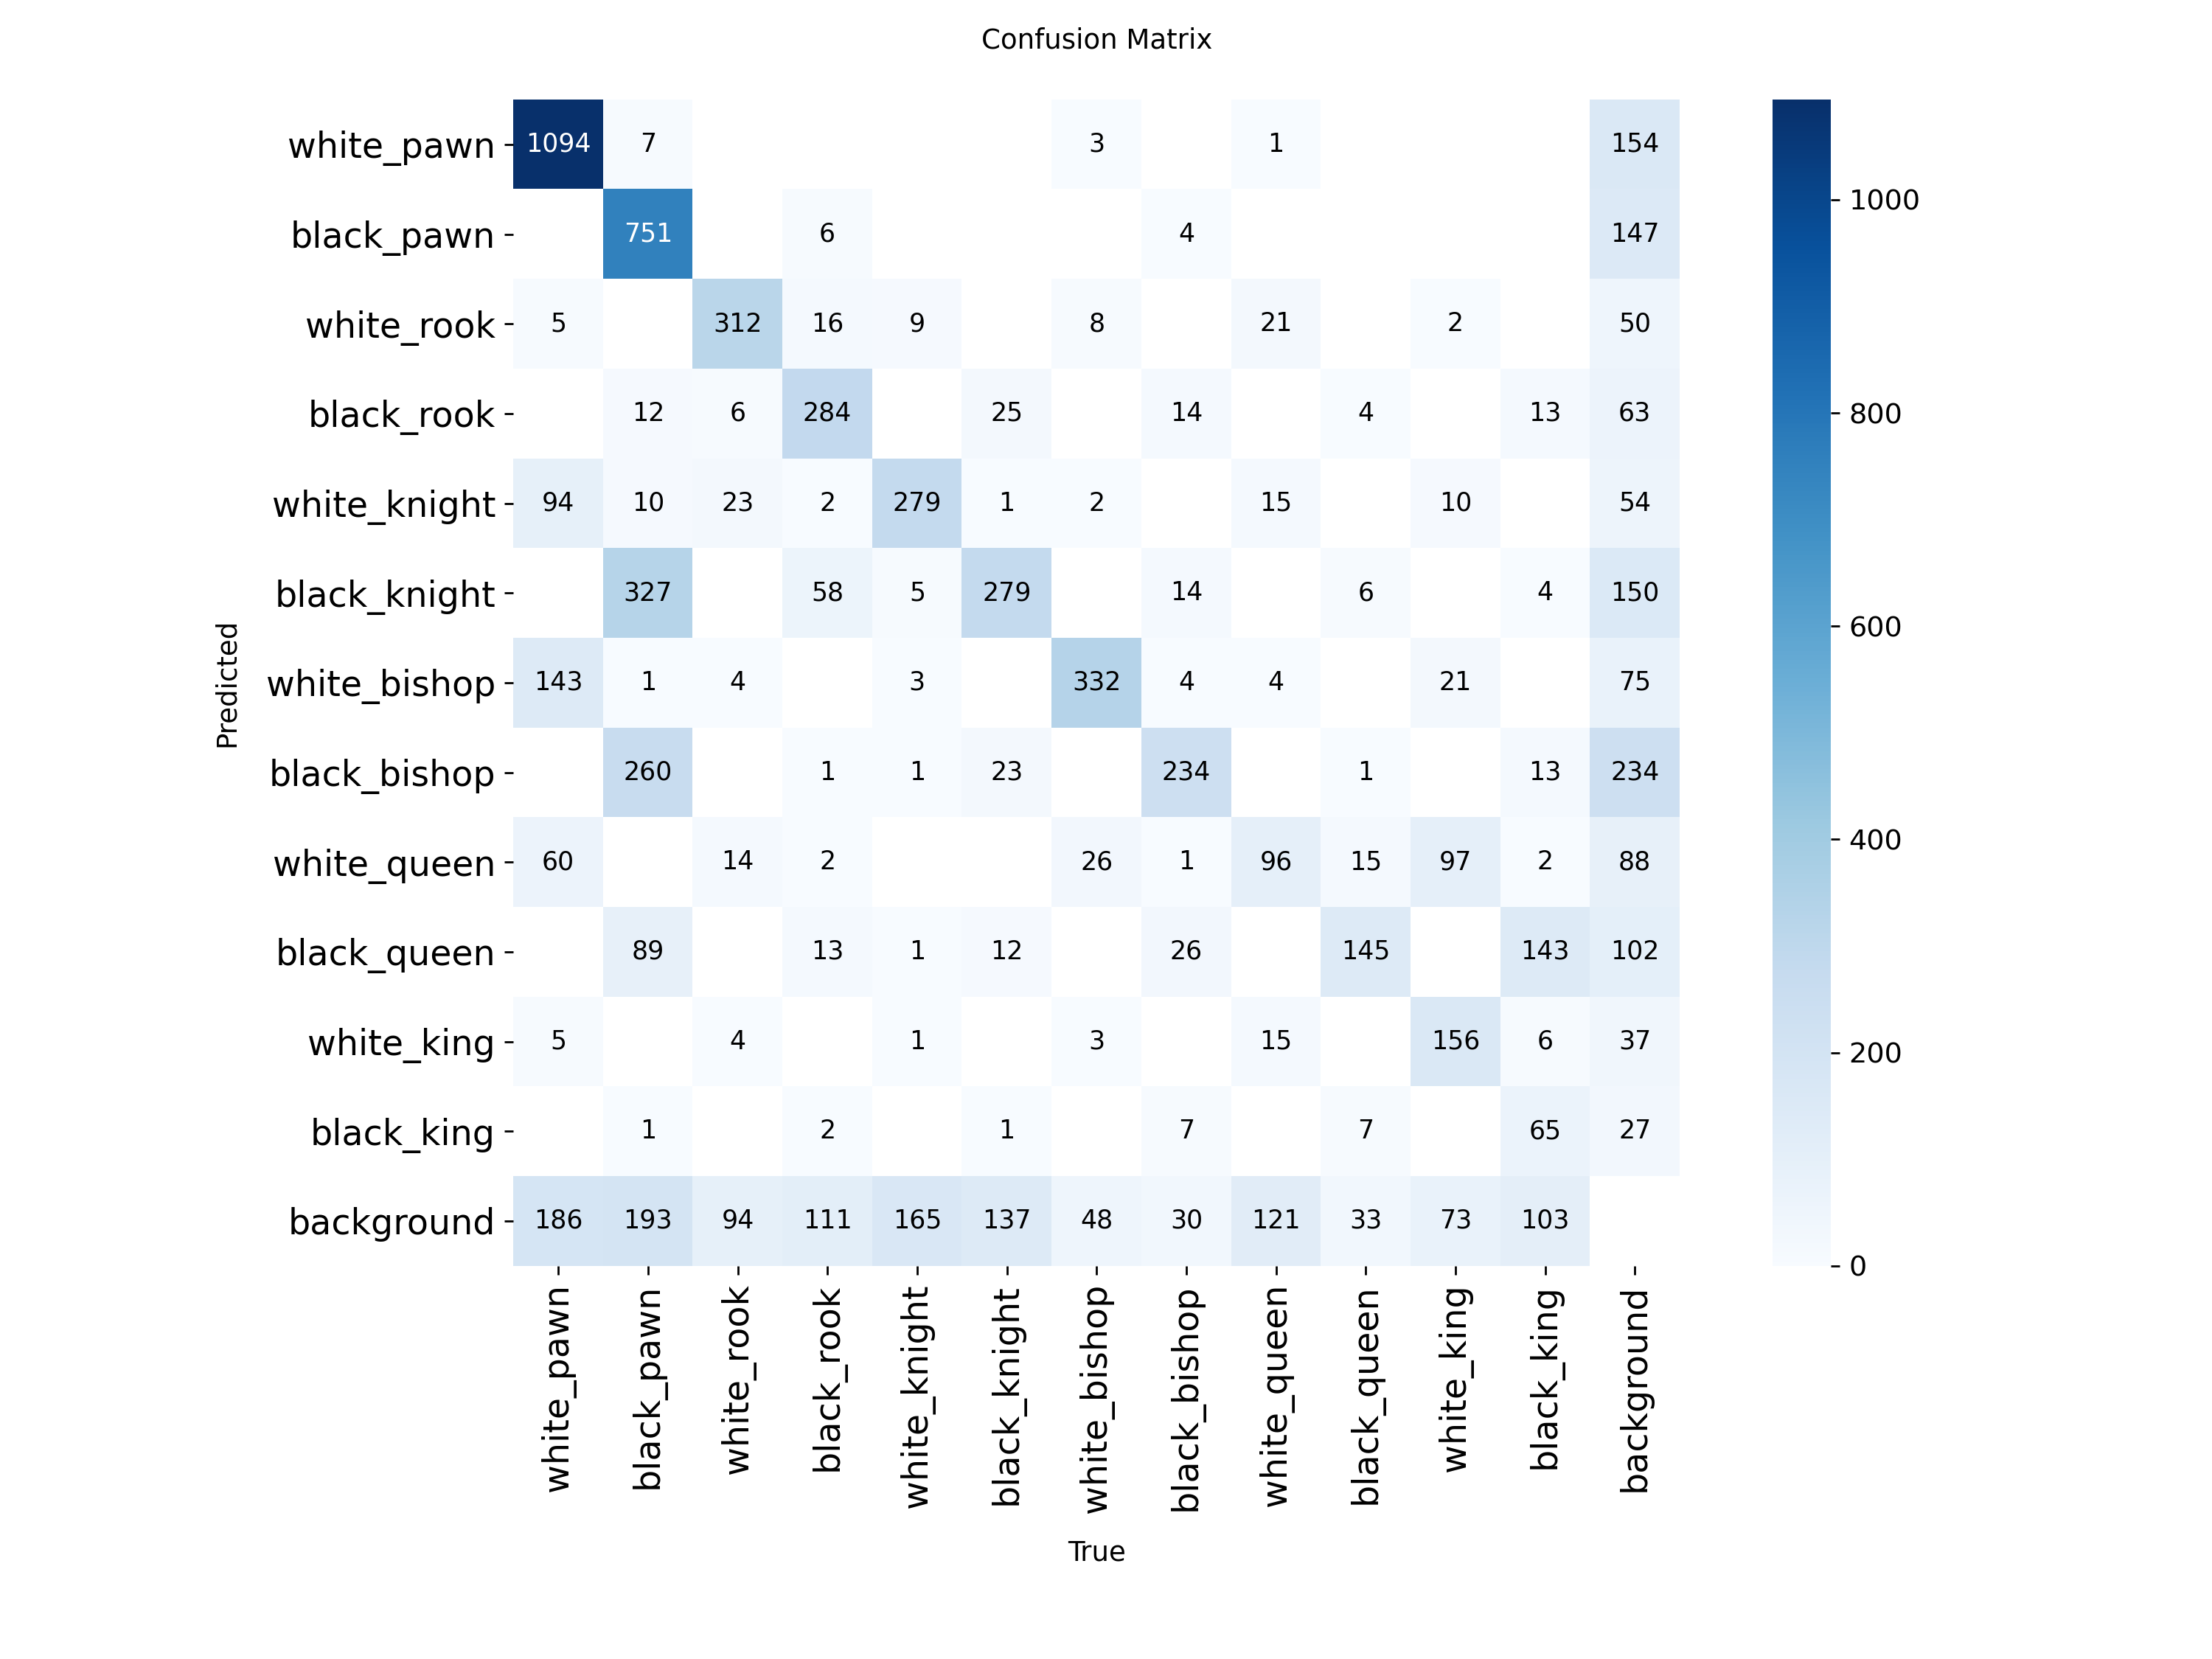 Confusion Matrix
white_pawn 1094 7 3 1 154
black_pawn 751 6 4 147
white_rook 5 312 16 9 8 21 2 50
black_rook 12 6 284 25 14 4 13 63
white_knight 94 10 23 2 279 1 2 15 10 54
black_knight 327 58 5 279 14 6 4 150
white_bishop 143 1 4 3 332 4 4 21 75
black_bishop 260 1 1 23 234 1 13 234
white_queen 60 14 2 26 1 96 15 97 2 88
black_queen 89 13 1 12 26 145 143 102
white_king 5 4 1 3 15 156 6 37
black_king 1 2 1 7 7 65 27
background 186 193 94 111 165 137 48 30 121 33 73 103
Predicted
white_pawn
black_pawn
white_rook
black_rook
white_knight
black_knight
white_bishop
black_bishop
white_queen
black_queen
white_king
black_king
background
True
1000
800
600
400
200
0